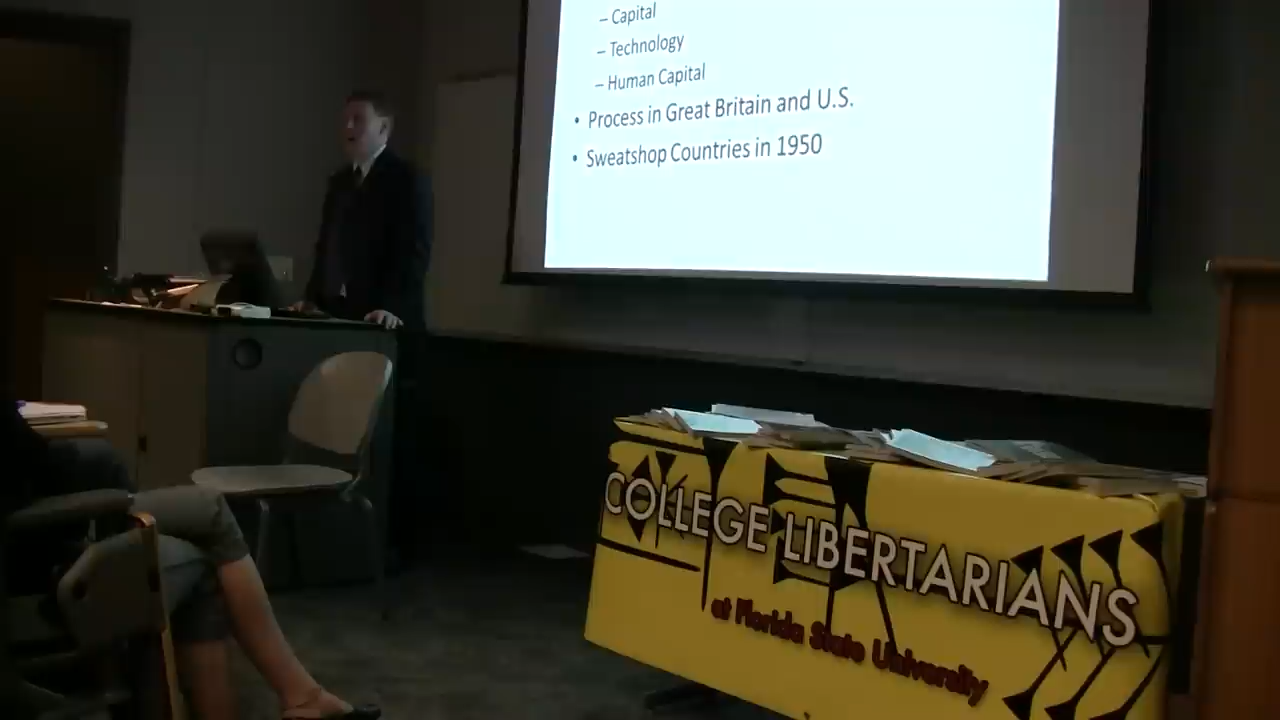 – Capital
– Technology
– Human Capital
• Process in Great Britain and U.S.
• Sweatshop Countries in 1950
COLLEGE LIBERTARIANS
at Florida State University